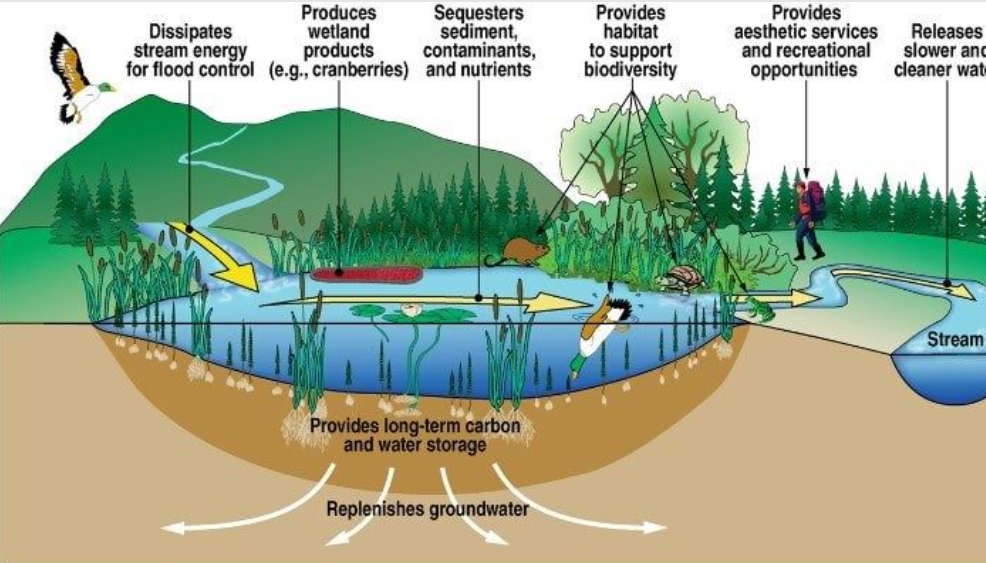 Dissipates
stream energy
for flood control
Produces
wetland
products
(e.g., cranberries)
Sequesters
sediment,
contaminants,
and nutrients
Provides
habitat
to support
biodiversity
Provides
aesthetic services
and recreational
opportunities
Releases
slower and
cleaner wat
Stream
Provides long-term carbon
and water storage
Replenishes groundwater